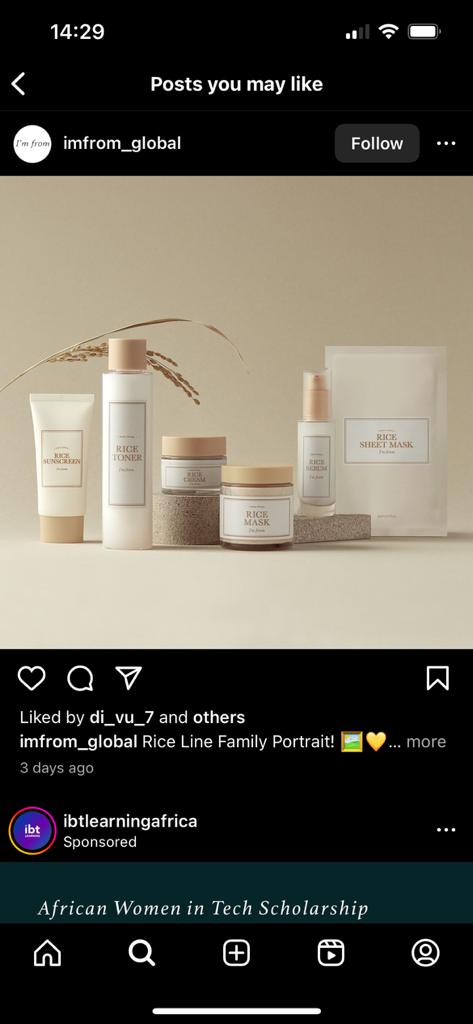 14:29
Posts you may like
I'm from
imfrom_global
Follow
RICE
SUNSCREEN
I'm from
RICE
TONER
I'm from
RICE
CREAM
RICE
MASK
I'm from
RICE
SERUM
I'm from
RICE
SHEET MASK
I'm from
Liked by di_vu_7 and others
imfrom_global Rice Line Family Portrait! 🖼️💛... more
3 days ago
ibt
LEARNING
ibtlearningafrica
Sponsored
African Women in Tech Scholarship